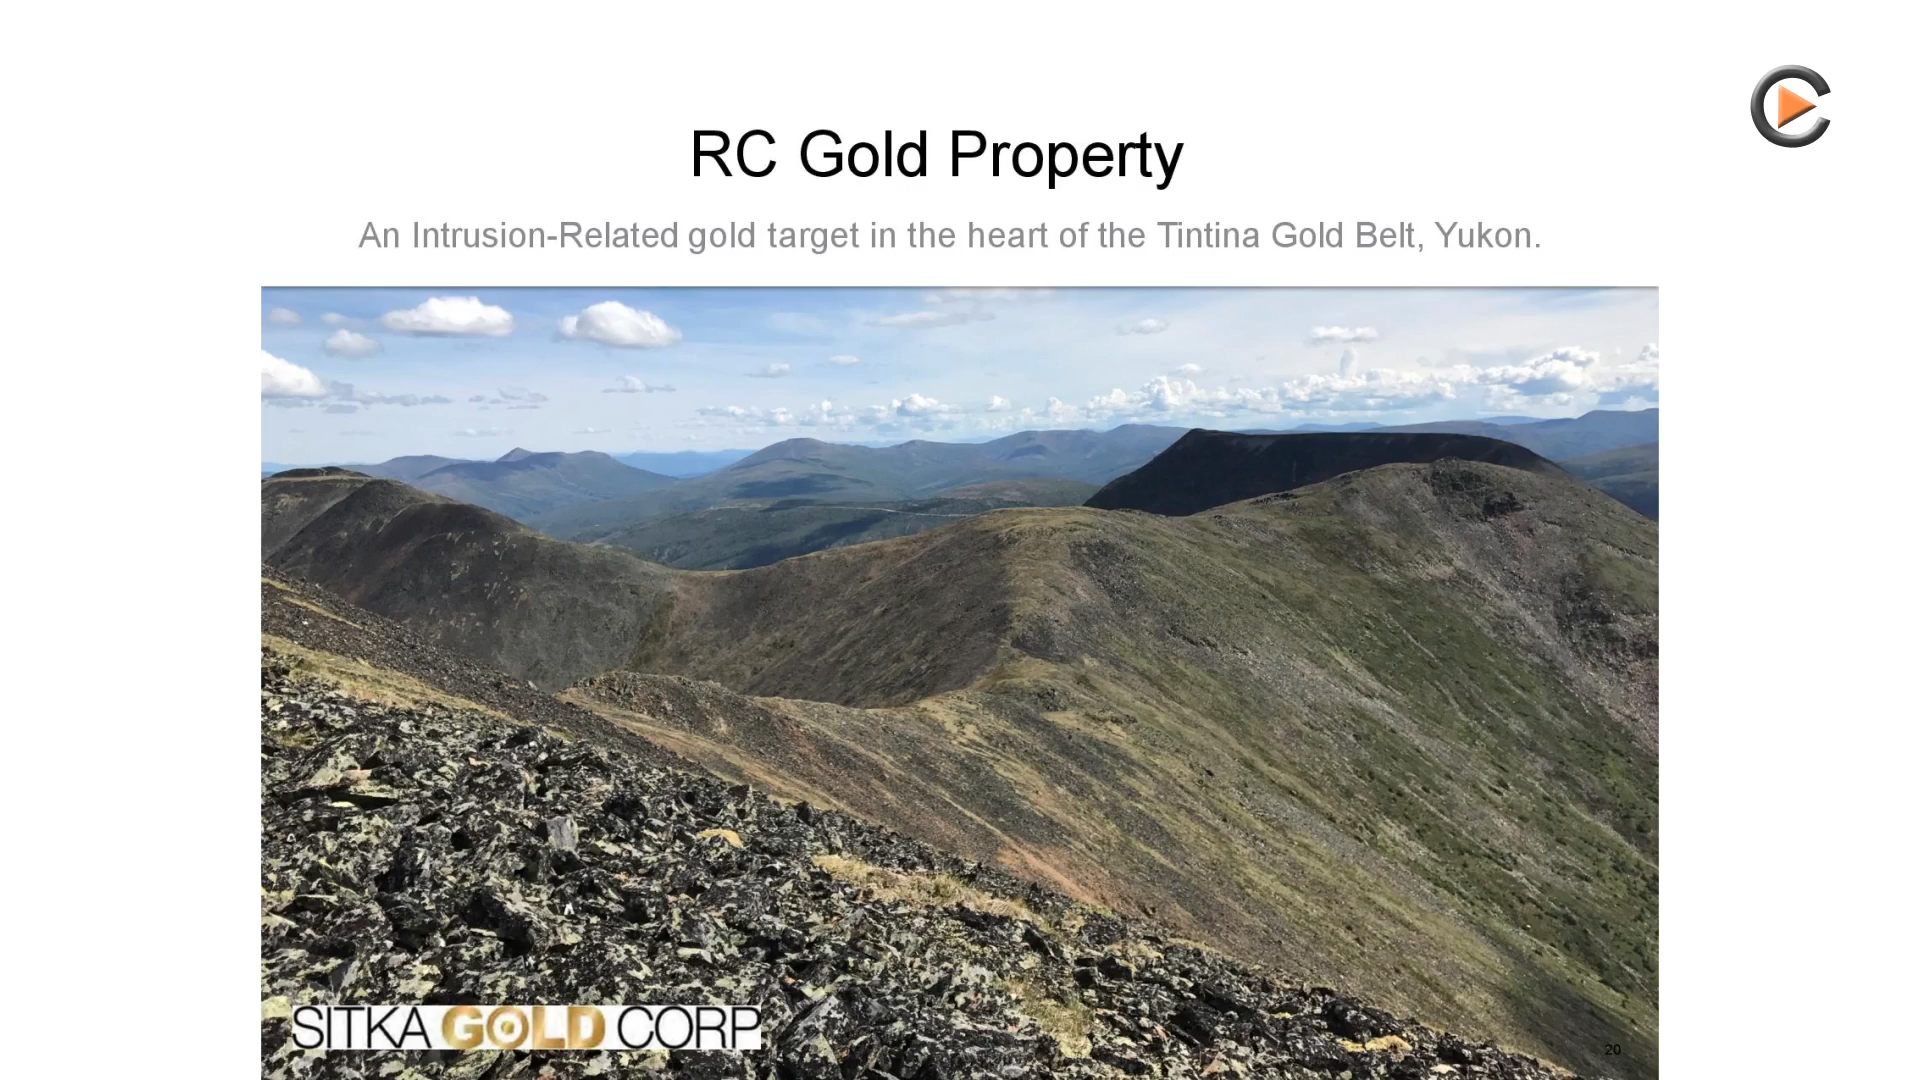 RC Gold Property
An Intrusion-Related gold target in the heart of the Tintina Gold Belt, Yukon.
SITKA GOLD CORP
20